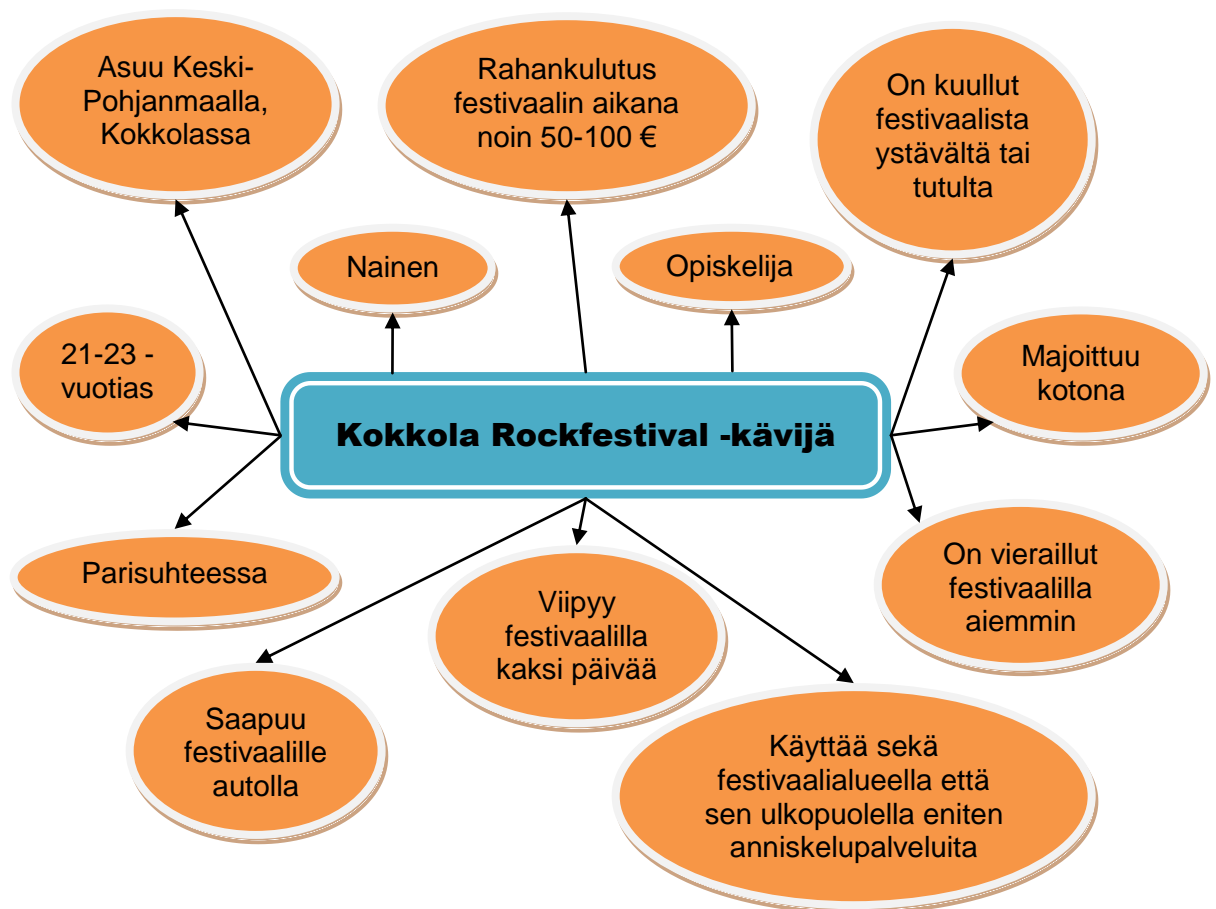 Asuu Keski-
Pohjanmaalla,
Kokkolassa
Rahankulutus
festivaalin aikana
noin 50-100 €
On kuullut
festivaalista
ystävältä tai
tutulta
Nainen
Opiskelija
21-23 -
vuotias
Majoittuu
kotona
Kokkola Rockfestival -kävijä
Parisuhteessa
On vieraillut
festivaalilla
aiemmin
Viipyy
festivaalilla
kaksi päivää
Saapuu
festivaalille
autolla
Käyttää sekä
festivaalialueella että
sen ulkopuolella eniten
anniskelupalveluita